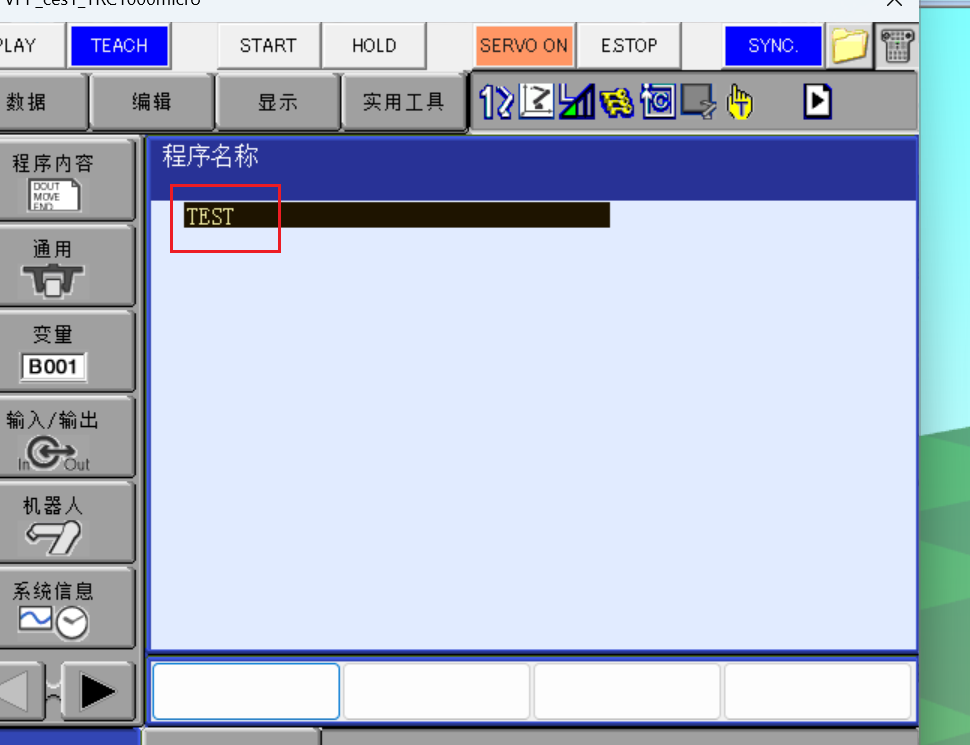 TEACH
START
HOLD
SERVO ON
E.STOP
SYNC.
数据
编辑
显示
实用工具
程序内容
DOUT
MOVE
END
程序名称
TEST
通用
变量
B001
输入/输出
In
Out
机器人
系统信息